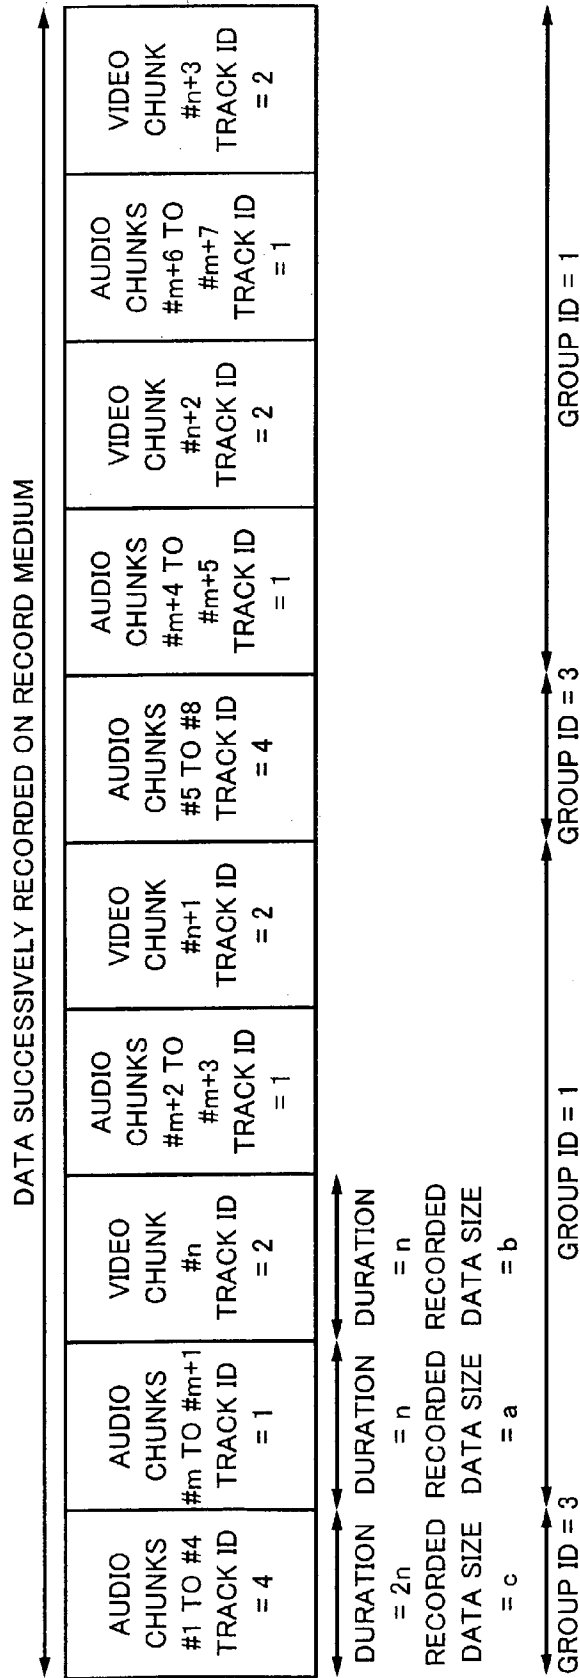 DATA SUCCESSIVELY RECORDED ON RECORD MEDIUM
AUDIO
CHUNKS
#1 TO #4
TRACK ID
= 4
AUDIO
CHUNKS
#m TO #m+1
TRACK ID
= 1
VIDEO
CHUNK
#n
TRACK ID
= 2
AUDIO
CHUNKS
#m+2 TO
#m+3
TRACK ID
= 1
VIDEO
CHUNK
#n+1
TRACK ID
= 2
AUDIO
CHUNKS
#5 TO #8
TRACK ID
= 4
AUDIO
CHUNKS
#m+4 TO
#m+5
TRACK ID
= 1
VIDEO
CHUNK
#n+2
TRACK ID
= 2
AUDIO
CHUNKS
#m+6 TO
#m+7
TRACK ID
= 1
VIDEO
CHUNK
#n+3
TRACK ID
= 2
DURATION
= 2n
RECORDED
DATA SIZE
= c
DURATION
= n
RECORDED
DATA SIZE
= a
DURATION
= n
RECORDED
DATA SIZE
= b
GROUP ID = 3
GROUP ID = 1
GROUP ID = 3
GROUP ID = 1